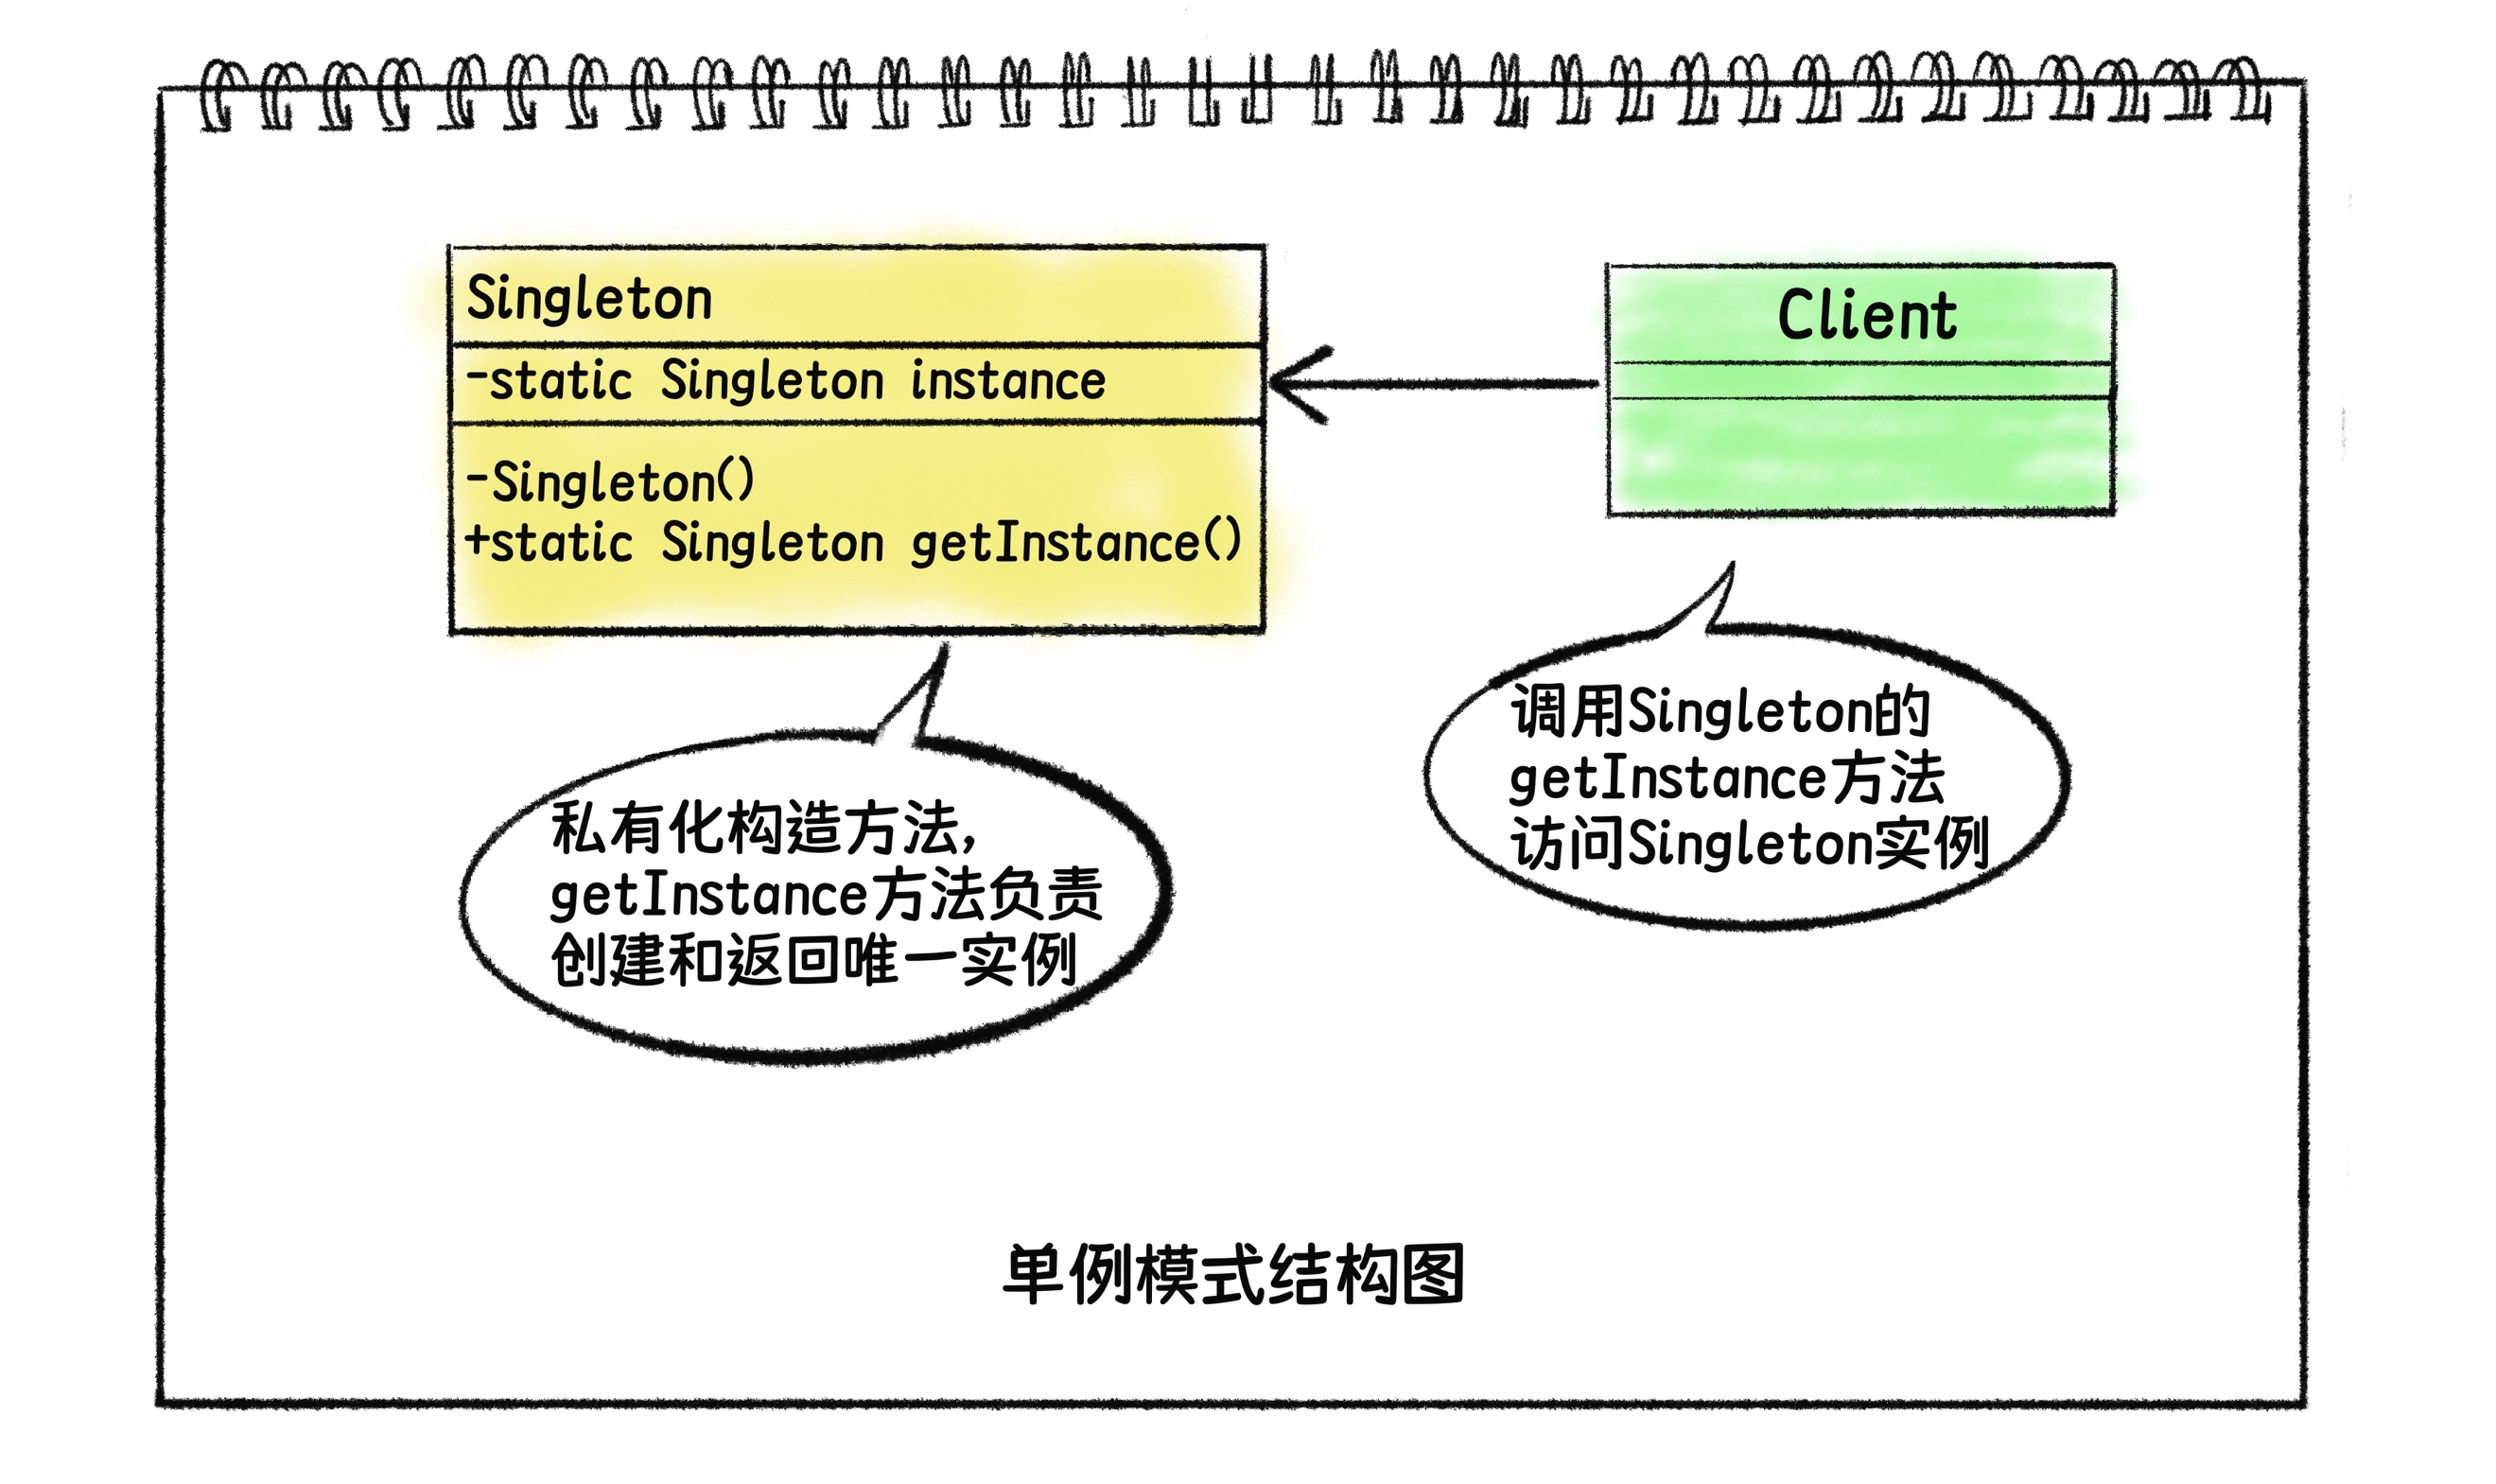 Singleton
-static Singleton instance
-Singleton()
+static Singleton getInstance()
Client
私有化构造方法，
getInstance方法负责
创建和返回唯一实例
调用Singleton的
getInstance方法
访问Singleton实例
单例模式结构图